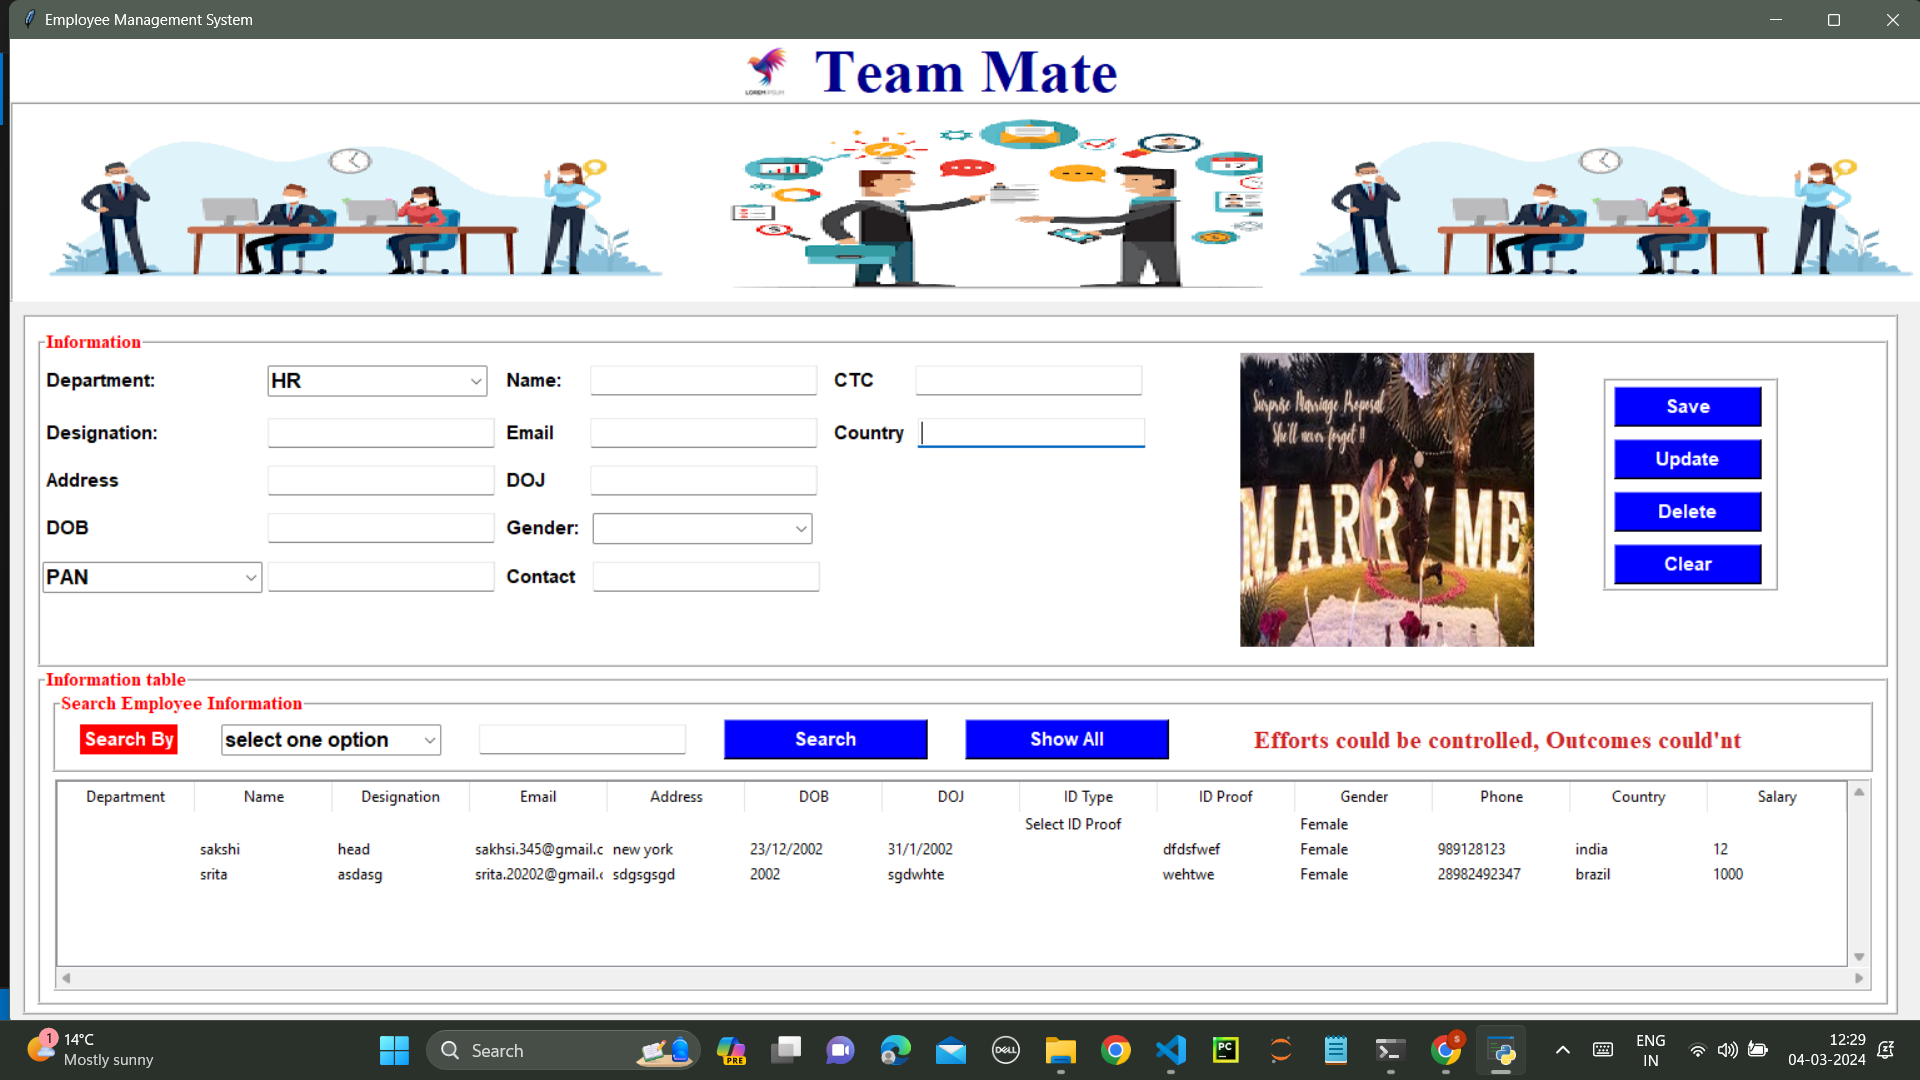 Employee Management System
LOREM IPSUM
Team Mate
Information
Department: HR Name: CTC
Designation: Email Country
Address DOJ
DOB Gender:
PAN Contact
Surprise Marriage Proposal
She'll never forget !!
MARRY ME
Save
Update
Delete
Clear
Information table
Search Employee Information
Search By select one option Search Show All Efforts could be controlled, Outcomes could'nt
Department Name Designation Email Address DOB DOJ ID Type ID Proof Gender Phone Country Salary
Select ID Proof Female
sakshi head sakhsi.345@gmail.c new york 23/12/2002 31/1/2002 dfdsfwef Female 989128123 india 12
srita asdasg srita.20202@gmail.c sdgsgsgd 2002 sgdwhte wehtwe Female 28982492347 brazil 1000
1 14°C
Mostly sunny
Search
PRE
DELL
PC
S
ENG
IN
12:29
04-03-2024